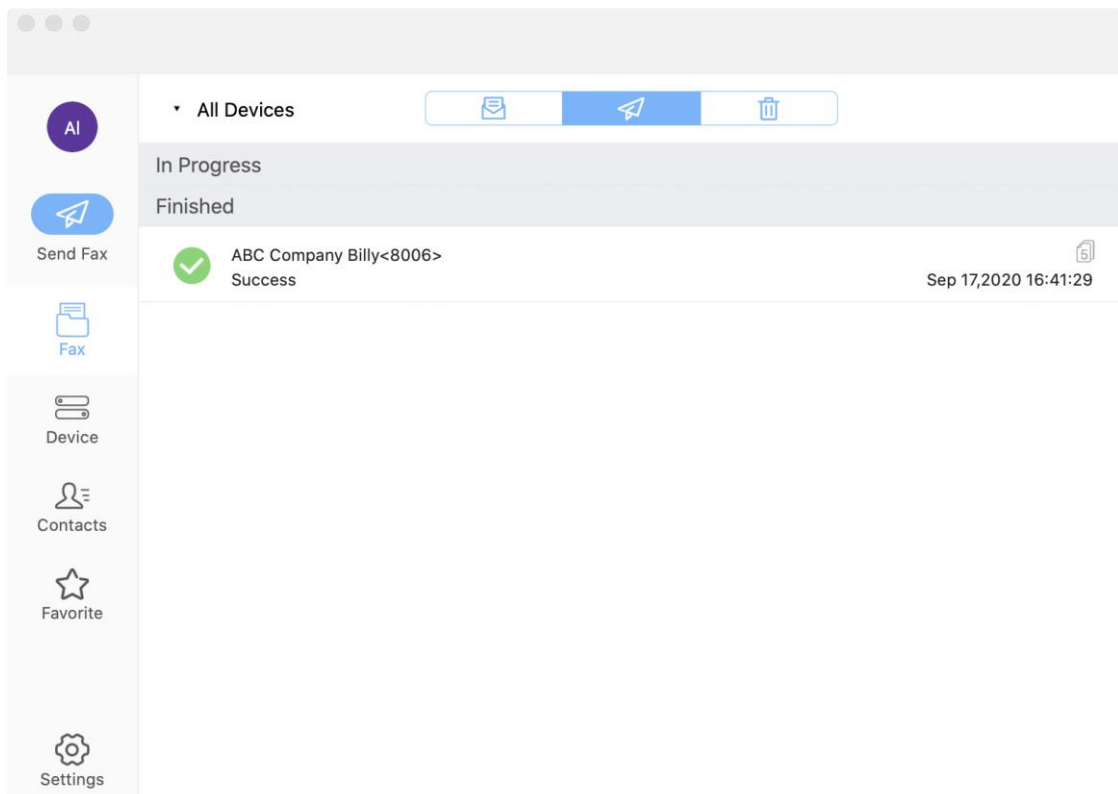 AI
Send Fax
Fax
Device
Contacts
Favorite
Settings
▾ All Devices
In Progress
Finished
ABC Company Billy<8006>
5
Success
Sep 17,2020 16:41:29